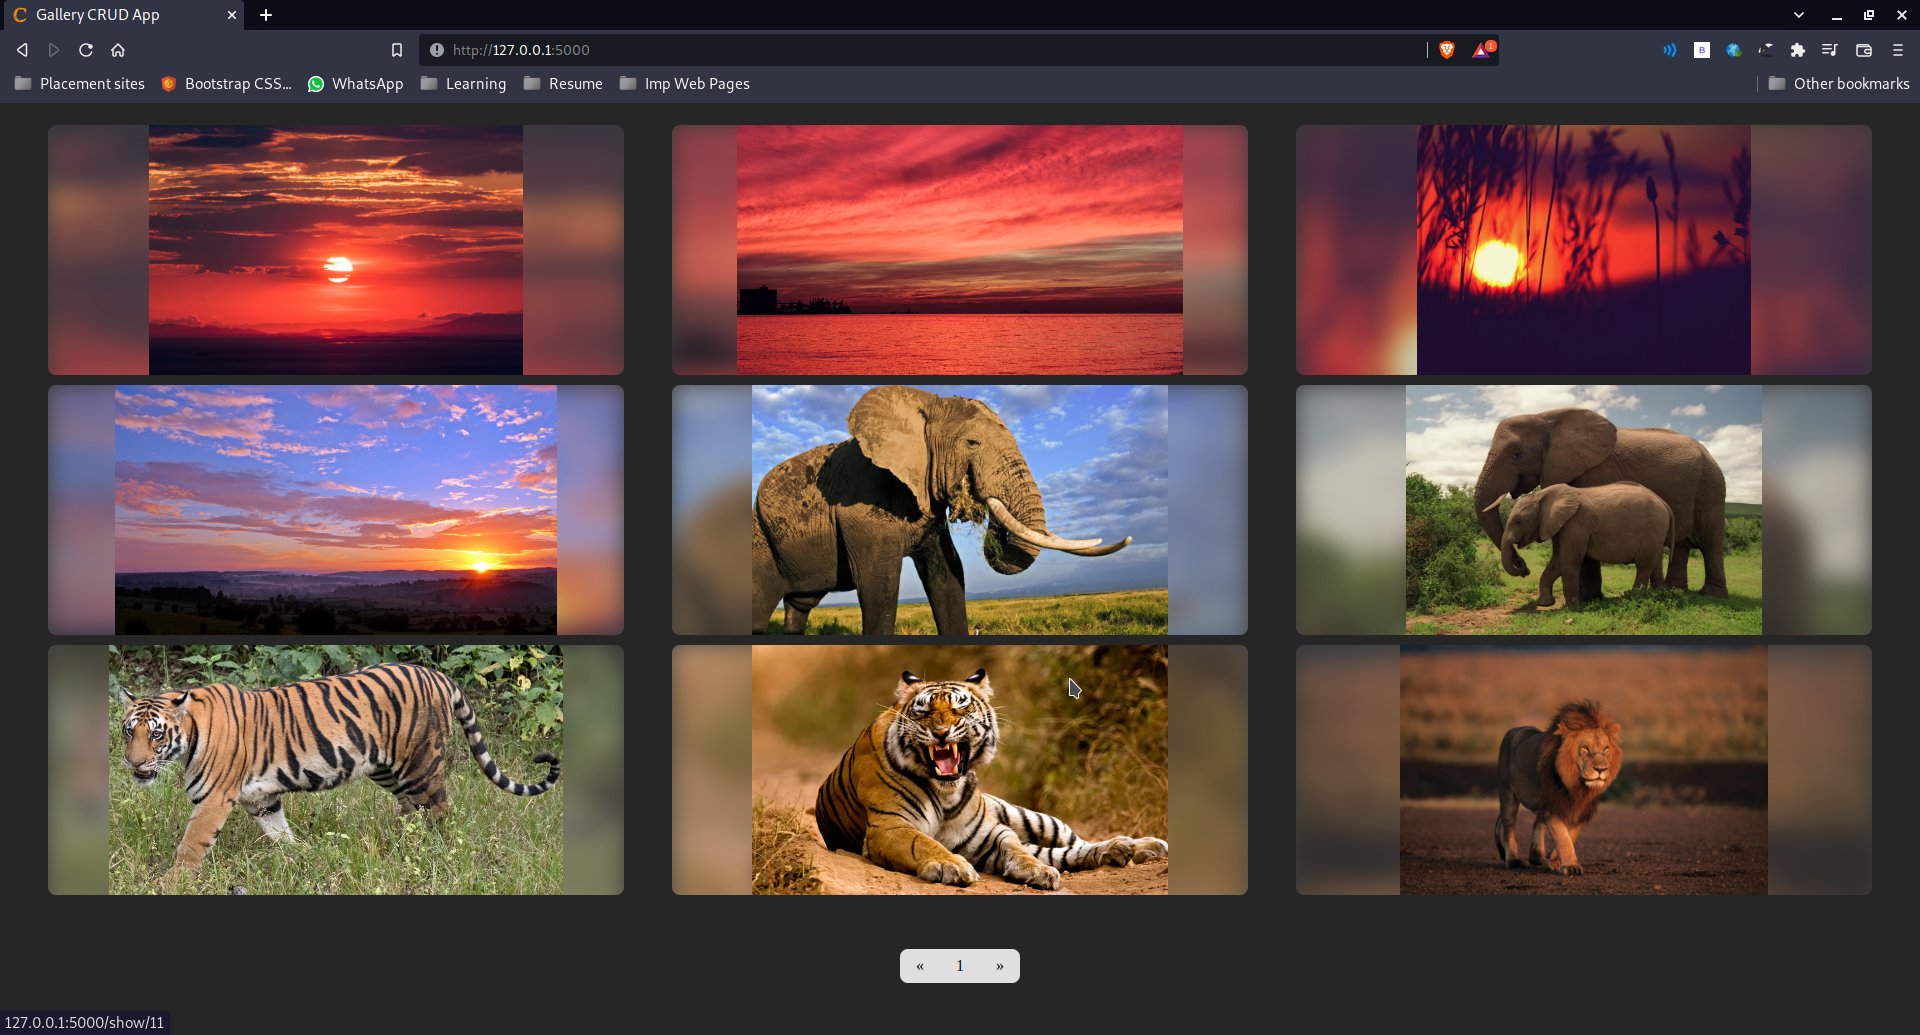 Gallery CRUD App
http://127.0.0.1:5000
1
B
Placement sites
Bootstrap CSS...
WhatsApp
Learning
Resume
Imp Web Pages
Other bookmarks
« 1 »
127.0.0.1:5000/show/11